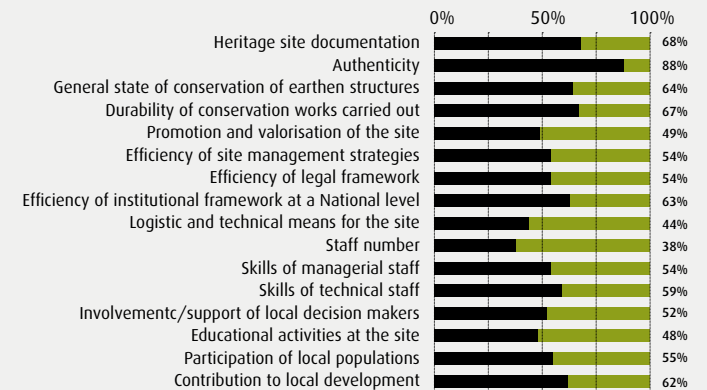 0% 50% 100%
Heritage site documentation 68%
Authenticity 88%
General state of conservation of earthen structures 64%
Durability of conservation works carried out 67%
Promotion and valorisation of the site 49%
Efficiency of site management strategies 54%
Efficiency of legal framework 54%
Efficiency of institutional framework at a National level 63%
Logistic and technical means for the site 44%
Staff number 38%
Skills of managerial staff 54%
Skills of technical staff 59%
Involvementc/support of local decision makers 52%
Educational activities at the site 48%
Participation of local populations 55%
Contribution to local development 62%